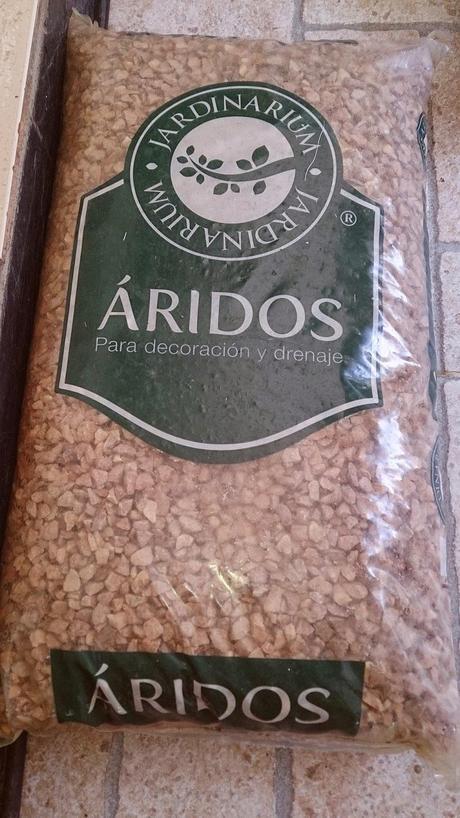 JARDINARIUM
JARDINARIUM
®
ÁRIDOS
Para decoración y drenaje
ÁRIDOS